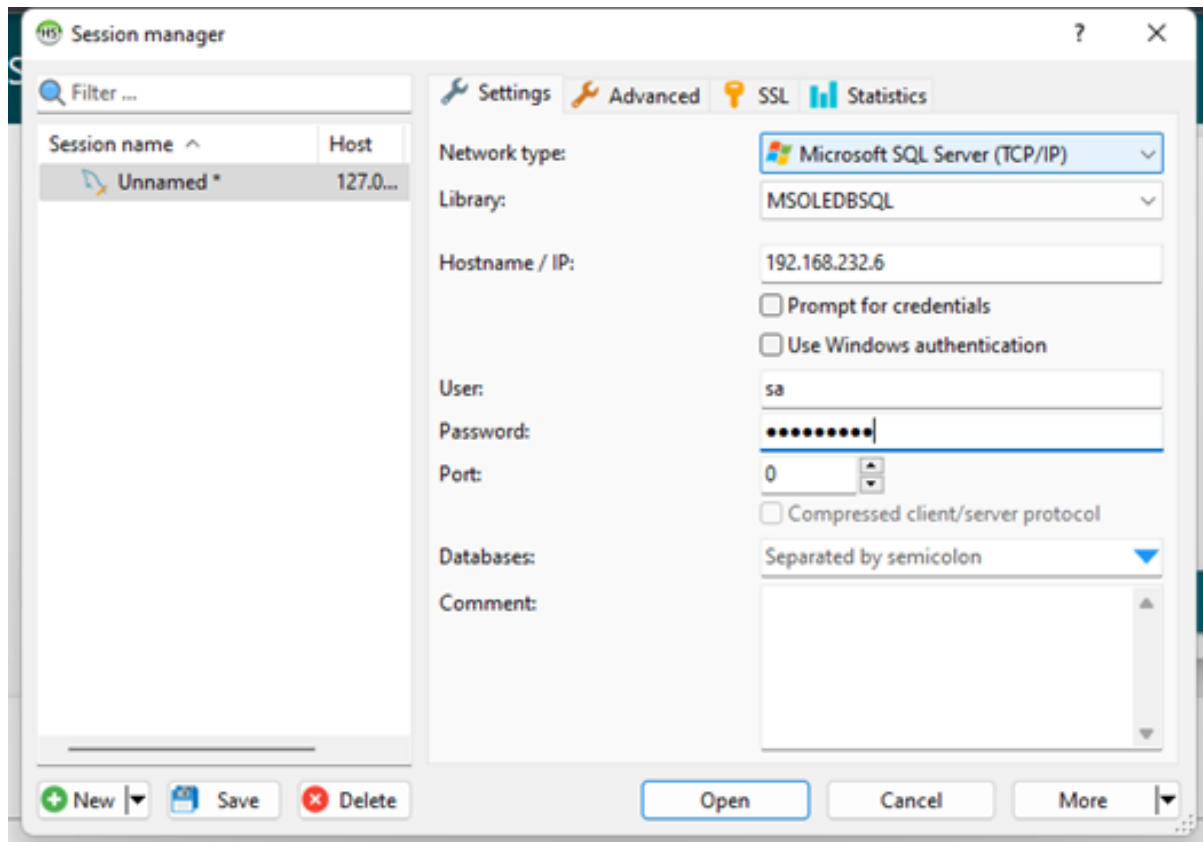 HS Session manager ?
Filter ...
Session name Host
Unnamed * 127.0...
Settings Advanced SSL Statistics
Network type: Microsoft SQL Server (TCP/IP)
Library: MSOLEDBSQL
Hostname / IP: 192.168.232.6
Prompt for credentials
Use Windows authentication
User: sa
Password: •••••••••
Port: 0
Compressed client/server protocol
Databases: Separated by semicolon
Comment:
New Save Delete Open Cancel More